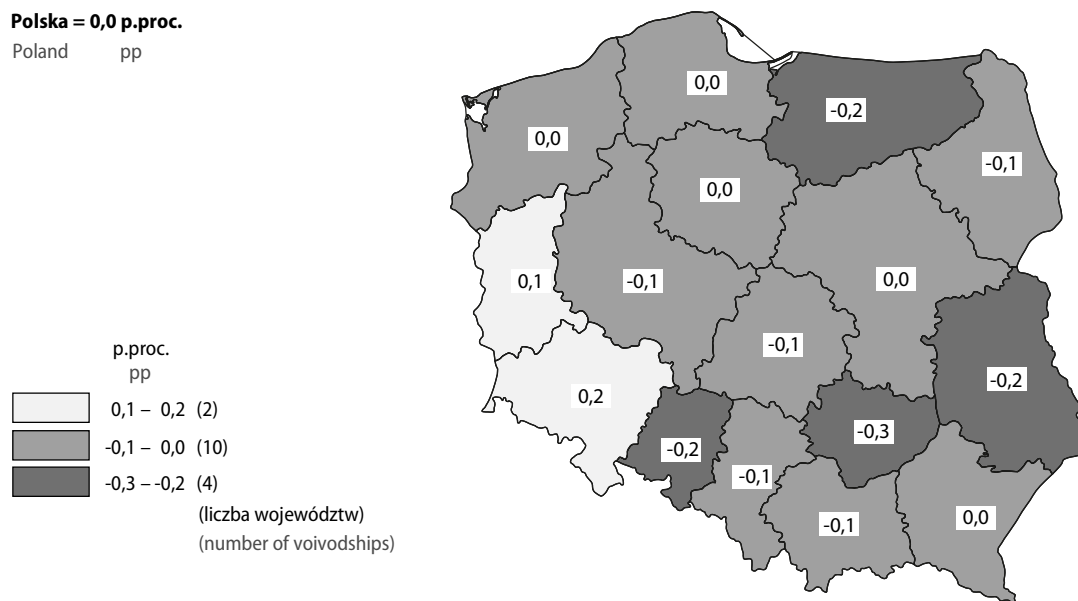 Polska = 0,0 p.proc.
Poland pp
0,0
-0,2
0,0
-0,1
0,0
0,1
-0,1
0,0
-0,1
-0,2
0,2
-0,3
-0,2
-0,1
0,0
-0,1
p.proc.
pp
0,1 – 0,2 (2)
-0,1 – 0,0 (10)
-0,3 – -0,2 (4)
(liczba województw)
(number of voivodships)